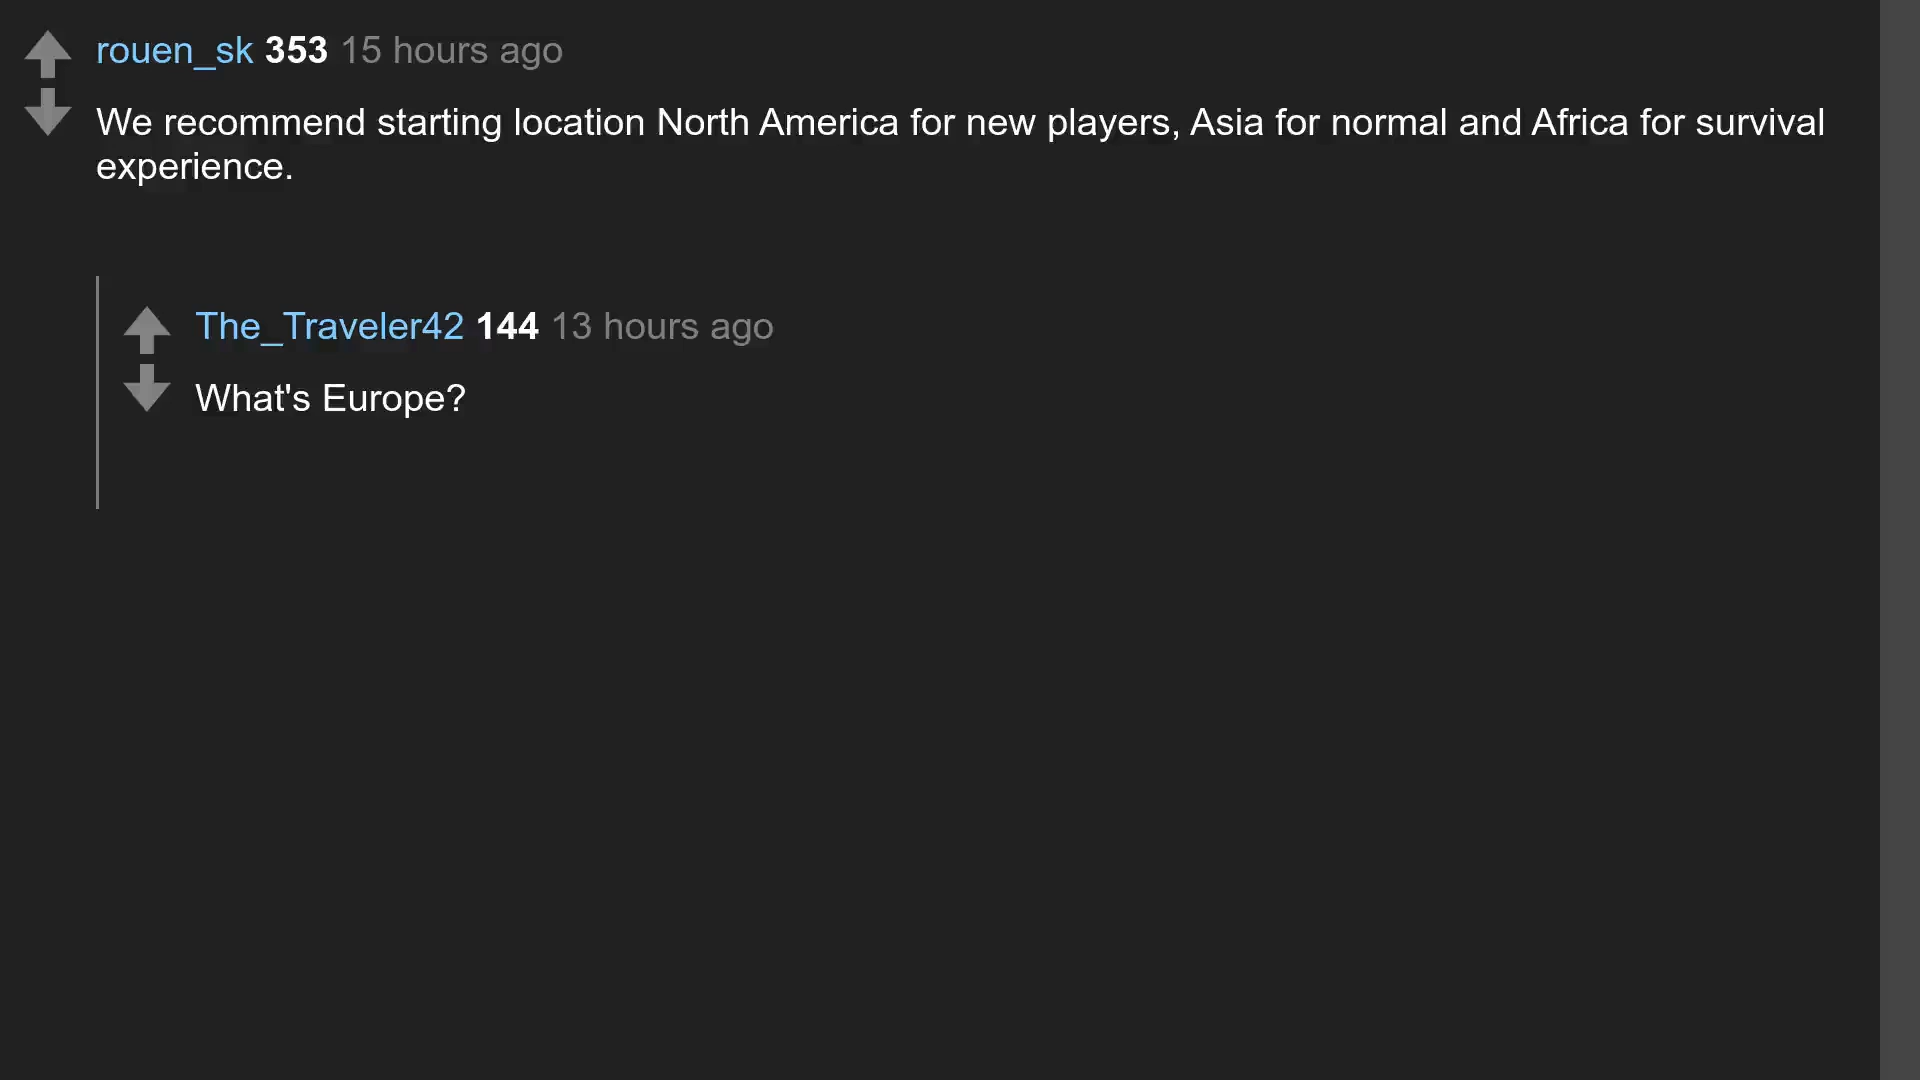 rouen_sk 353 15 hours ago
We recommend starting location North America for new players, Asia for normal and Africa for survival
experience.
The_Traveler42 144 13 hours ago
What's Europe?